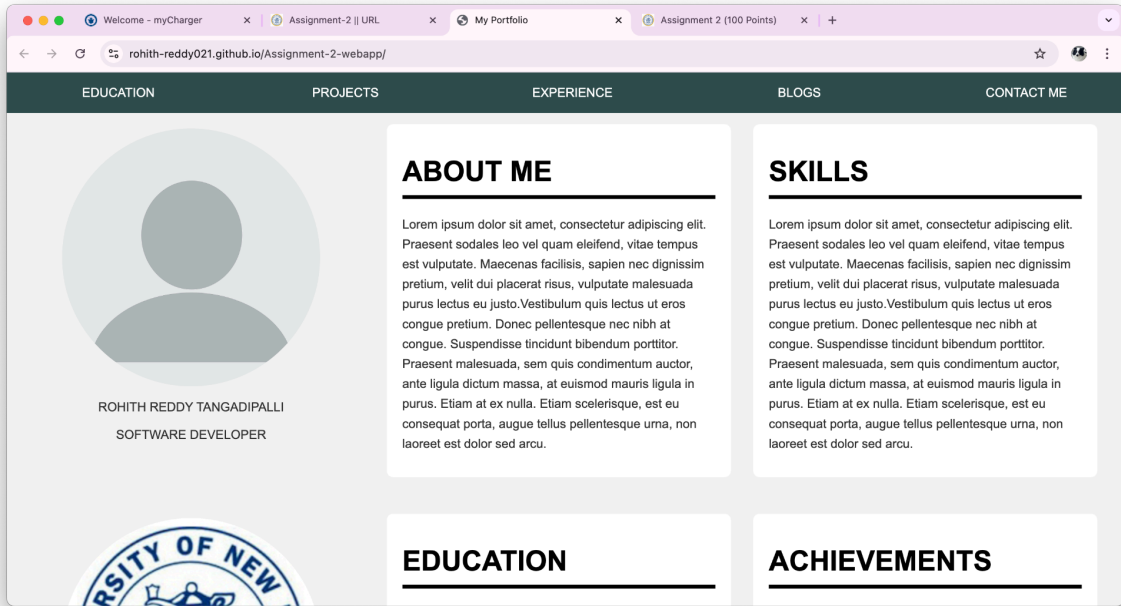 Welcome - myCharger
Assignment-2 || URL
My Portfolio
Assignment 2 (100 Points)
rohith-reddy021.github.io/Assignment-2-webapp/
EDUCATION PROJECTS EXPERIENCE BLOGS CONTACT ME
ROHITH REDDY TANGADIPALLI
SOFTWARE DEVELOPER
ABOUT ME
Lorem ipsum dolor sit amet, consectetur adipiscing elit.
Praesent sodales leo vel quam eleifend, vitae tempus
est vulputate. Maecenas facilisis, sapien nec dignissim
pretium, velit dui placerat risus, vulputate malesuada
purus lectus eu justo.Vestibulum quis lectus ut eros
congue pretium. Donec pellentesque nec nibh at
congue. Suspendisse tincidunt bibendum porttitor.
Praesent malesuada, sem quis condimentum auctor,
ante ligula dictum massa, at euismod mauris ligula in
purus. Etiam at ex nulla. Etiam scelerisque, est eu
consequat porta, augue tellus pellentesque urna, non
laoreet est dolor sed arcu.
SKILLS
Lorem ipsum dolor sit amet, consectetur adipiscing elit.
Praesent sodales leo vel quam eleifend, vitae tempus
est vulputate. Maecenas facilisis, sapien nec dignissim
pretium, velit dui placerat risus, vulputate malesuada
purus lectus eu justo.Vestibulum quis lectus ut eros
congue pretium. Donec pellentesque nec nibh at
congue. Suspendisse tincidunt bibendum porttitor.
Praesent malesuada, sem quis condimentum auctor,
ante ligula dictum massa, at euismod mauris ligula in
purus. Etiam at ex nulla. Etiam scelerisque, est eu
consequat porta, augue tellus pellentesque urna, non
laoreet est dolor sed arcu.
ERSITY OF NEW
EDUCATION
ACHIEVEMENTS